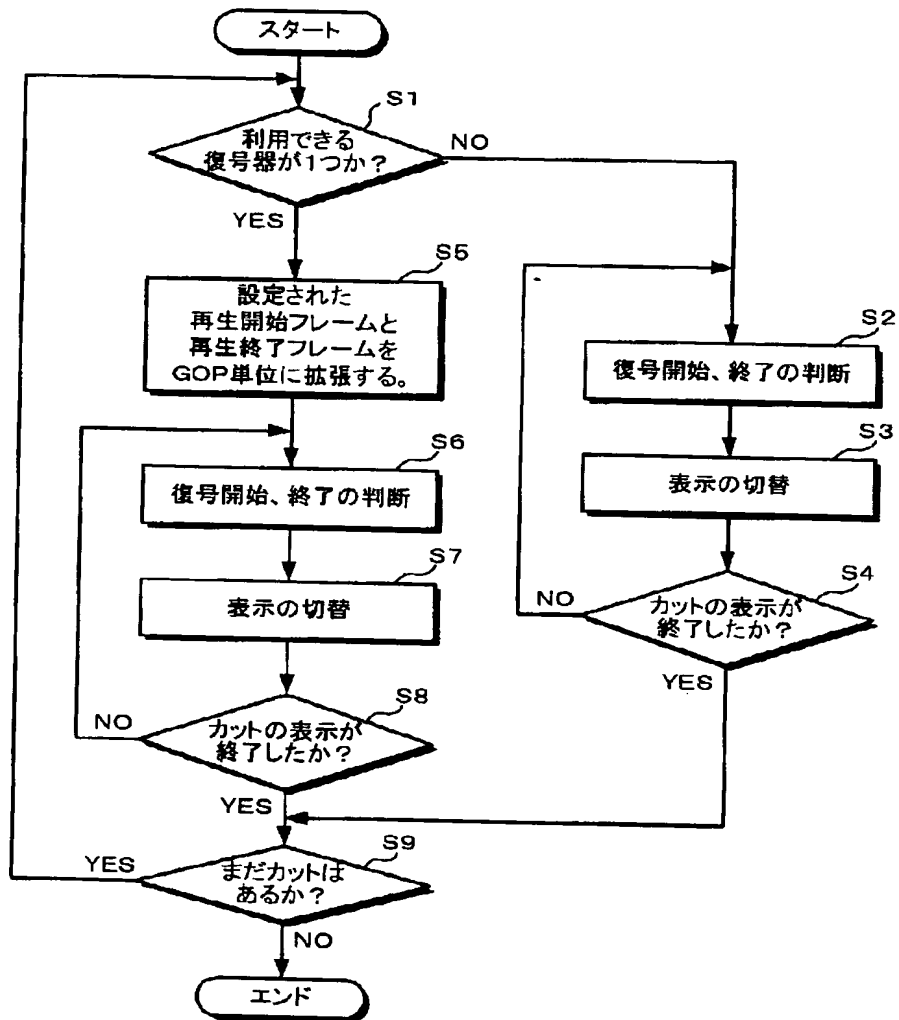 スタート
S1
利用できる
復号器が1つか？
NO
YES
S5
設定された
再生開始フレームと
再生終了フレームを
GOP単位に拡張する。
S2
復号開始、終了の判断
S3
表示の切替
S6
復号開始、終了の判断
S7
表示の切替
S4
カットの表示が
終了したか？
NO
YES
S8
カットの表示が
終了したか？
NO
YES
S9
まだカットは
あるか？
YES
NO
エンド